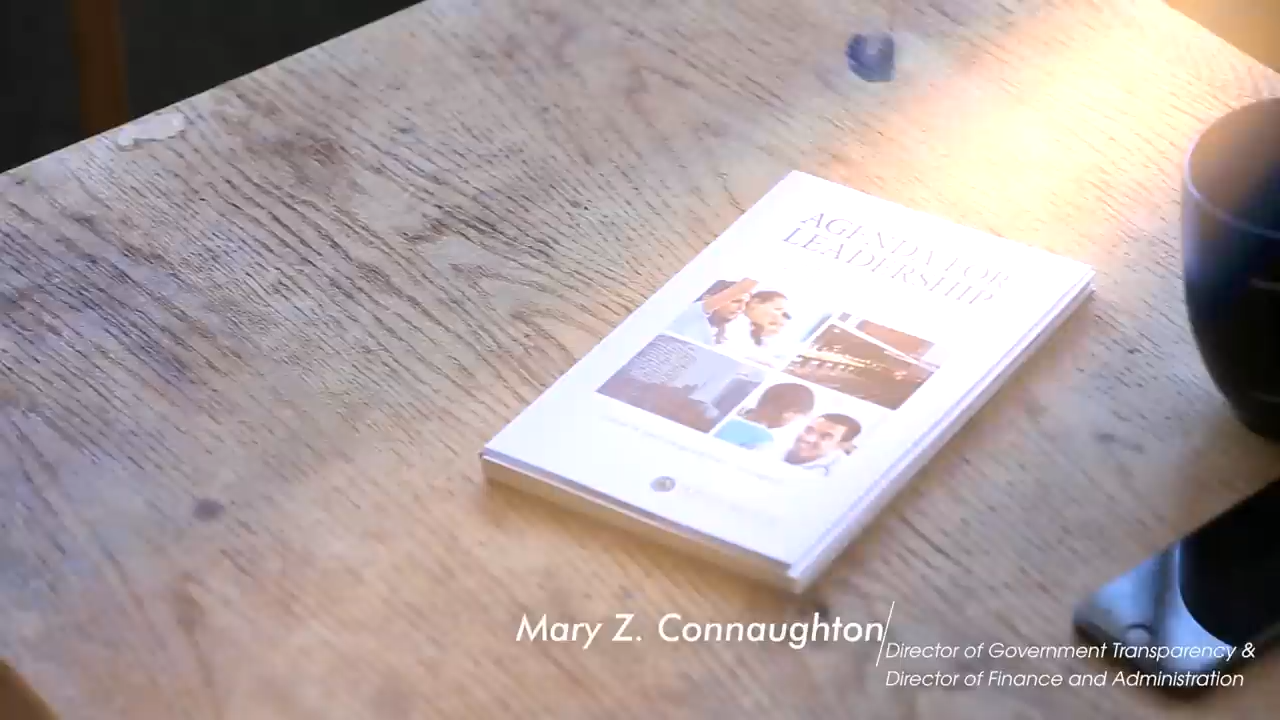 AGENDA FOR
LEADERSHIP
Mary Z. Connaughton
Director of Government Transparency &
Director of Finance and Administration